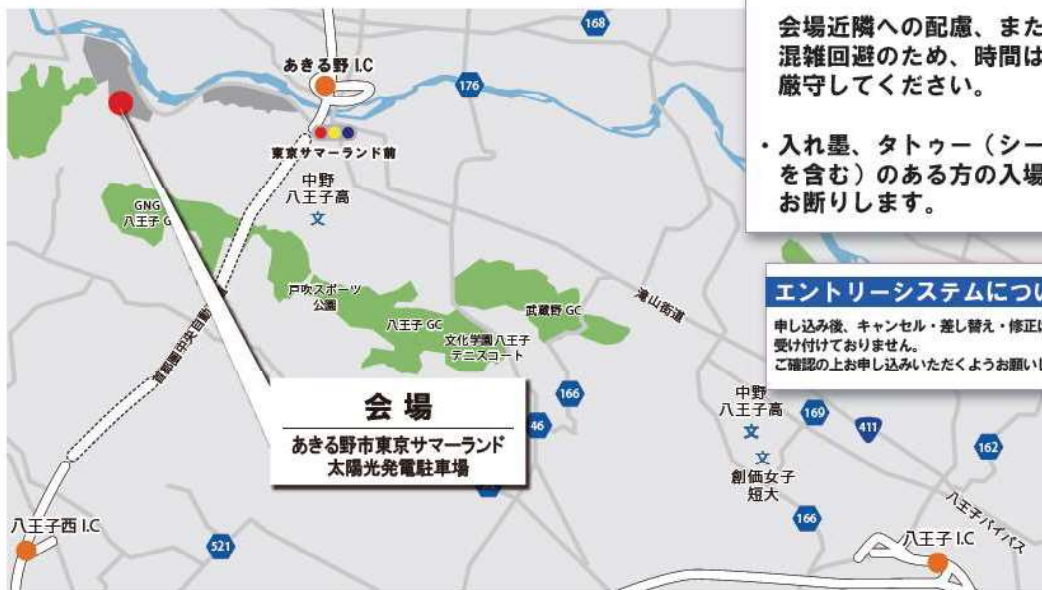 168
会場近隣への配慮、また
混雑回避のため、時間は
厳守してください。
・入れ墨、タトゥー（シー
を含む）のある方の入場
お断りします。
あきる野 I.C
176
東京サマーランド前
中野
八王子高
文
GNG
八王子 G
戸吹スポーツ
公園
八王子 GC
文化学園八王子
テニスコート
武蔵野 GC
滝山街道
首都圏中央自動
エントリーシステムについ
申し込み後、キャンセル・差し替え・修正は
受け付けておりません。
ご確認の上お申し込みいただくようお願いし
会場
あきる野市東京サマーランド
太陽光発電駐車場
166
46
中野
八王子高
文
169
411
162
文
創価女子
短大
166
八王子バイパス
八王子西 I.C
521
八王子 I.C